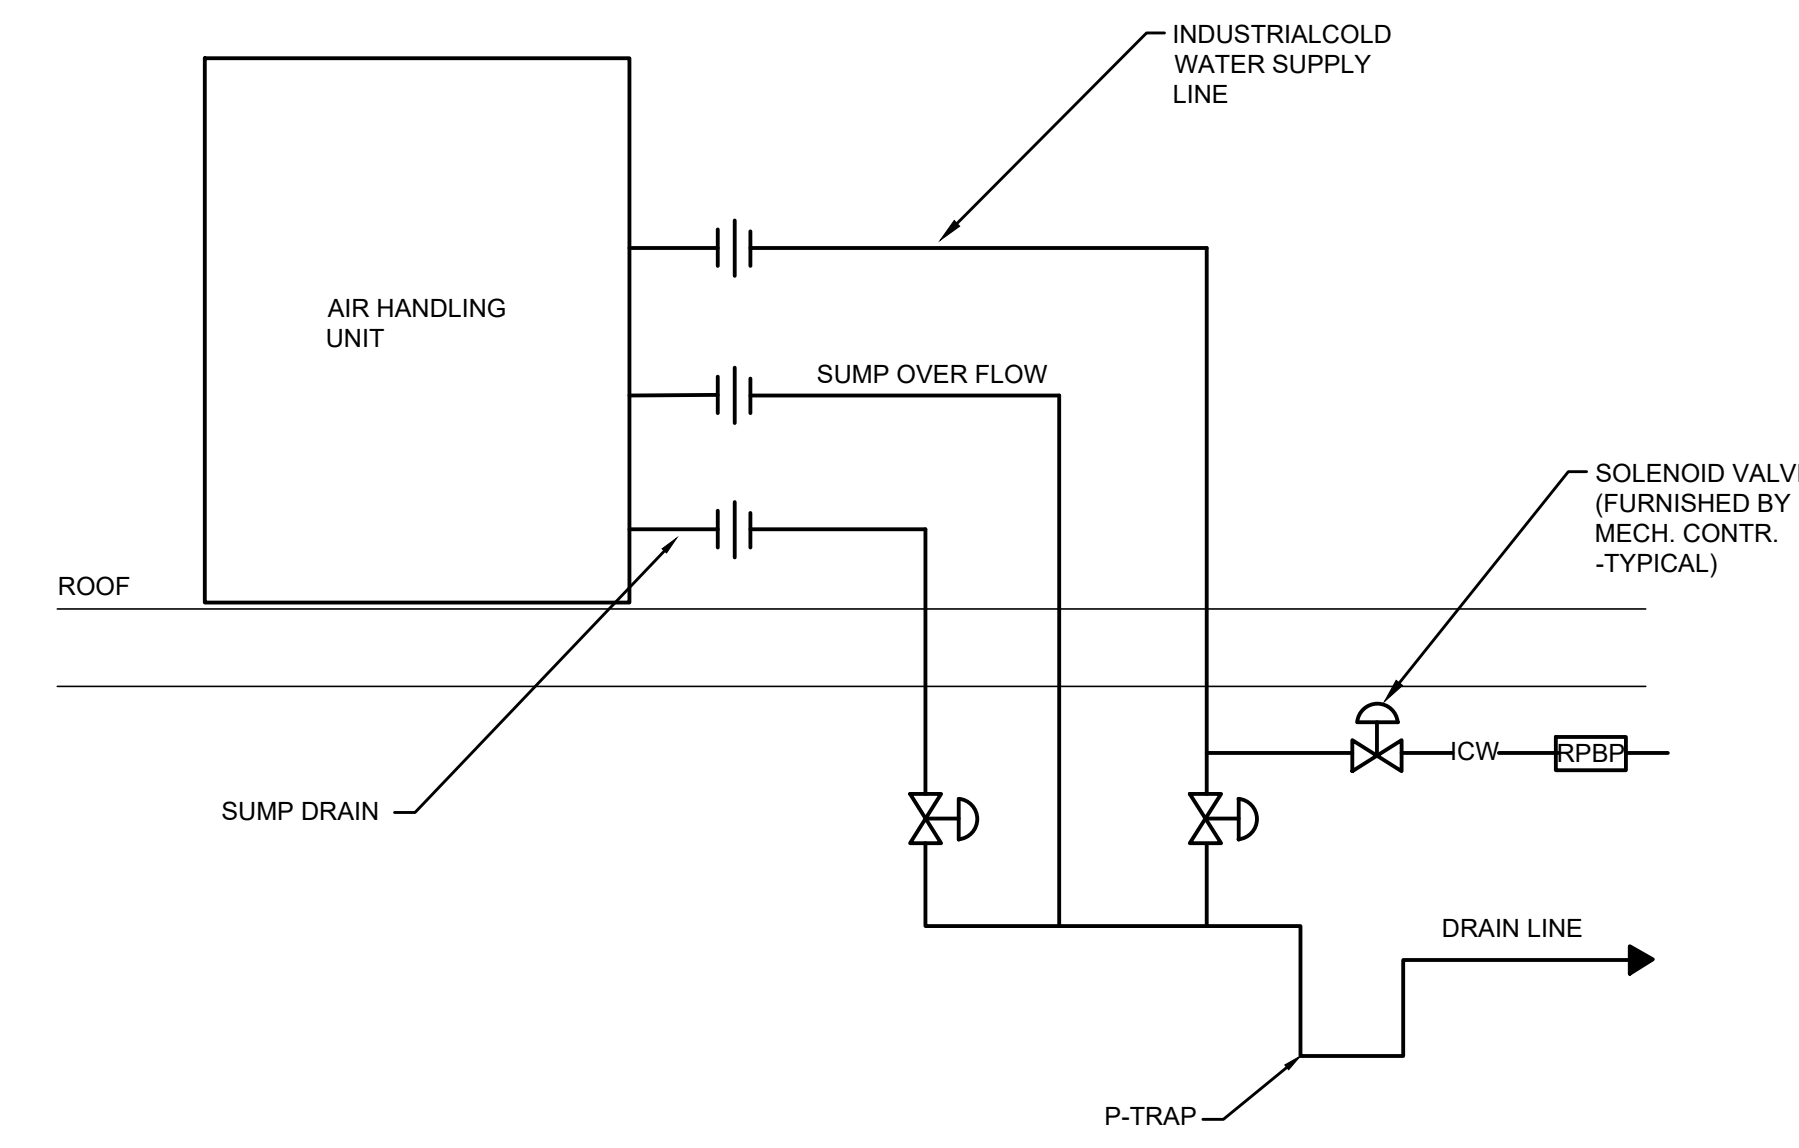 INDUSTRIALCOLD
WATER SUPPLY
LINE
AIR HANDLING
UNIT
SUMP OVER FLOW
SOLENOID VALV
(FURNISHED BY
MECH. CONTR.
-TYPICAL)
ROOF
ICW
RPBP
SUMP DRAIN
DRAIN LINE
P-TRAP